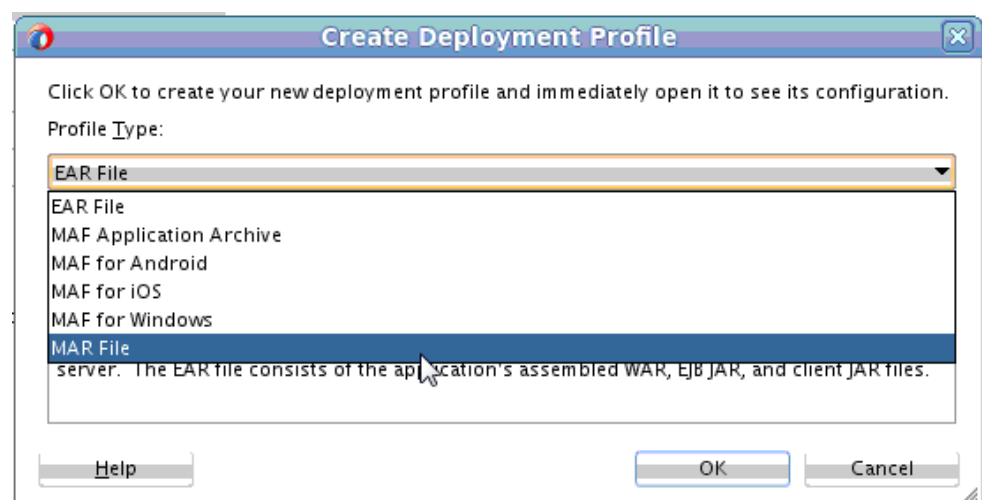 Create Deployment Profile
Click OK to create your new deployment profile and immediately open it to see its configuration.
Profile Type:
EAR File
EAR File
MAF Application Archive
MAF for Android
MAF for iOS
MAF for Windows
MAR File
server. The EAR file consists of the application's assembled WAR, EJB JAR, and client JAR files.
Help
OK
Cancel